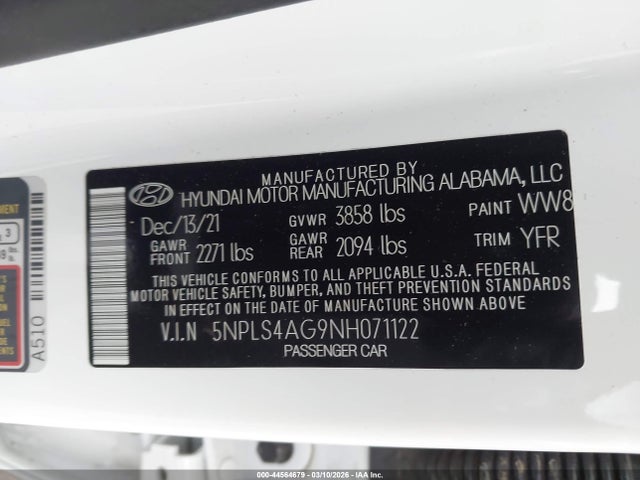 MANUFACTURED BY
HYUNDAI MOTOR MANUFACTURING ALABAMA, LLC
Dec/13/21 GVWR 3858 lbs PAINT WW8
GAWR FRONT 2271 lbs GAWR REAR 2094 lbs TRIM YFR
THIS VEHICLE CONFORMS TO ALL APPLICABLE U.S.A. FEDERAL
MOTOR VEHICLE SAFETY, BUMPER, AND THEFT PREVENTION STANDARDS
IN EFFECT ON THE DATE OF MANUFACTURE SHOWN ABOVE
V.I.N 5NPLS4AG9NH071122
PASSENGER CAR
A510
3
000-44564679 - 03/10/2026 - IAA Inc.